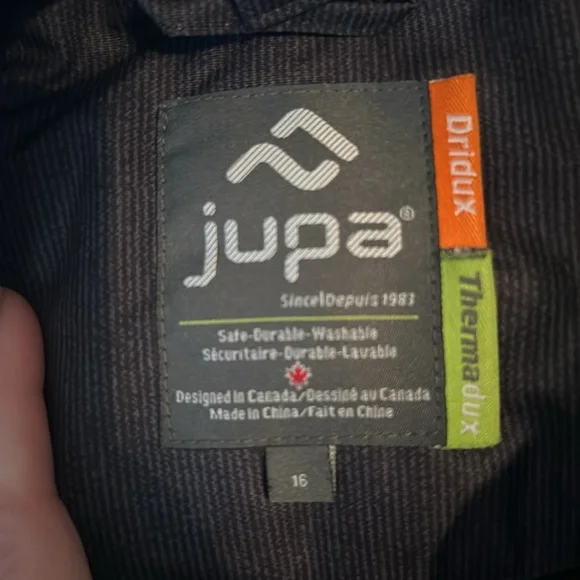 jupa®
Since|Depuis 1983
Safe-Durable-Washable
Sécuritaire-Durable-Lavable
Designed in Canada/Dessiné au Canada
Made in China/Fait en Chine
16
Dridux
Thermadux